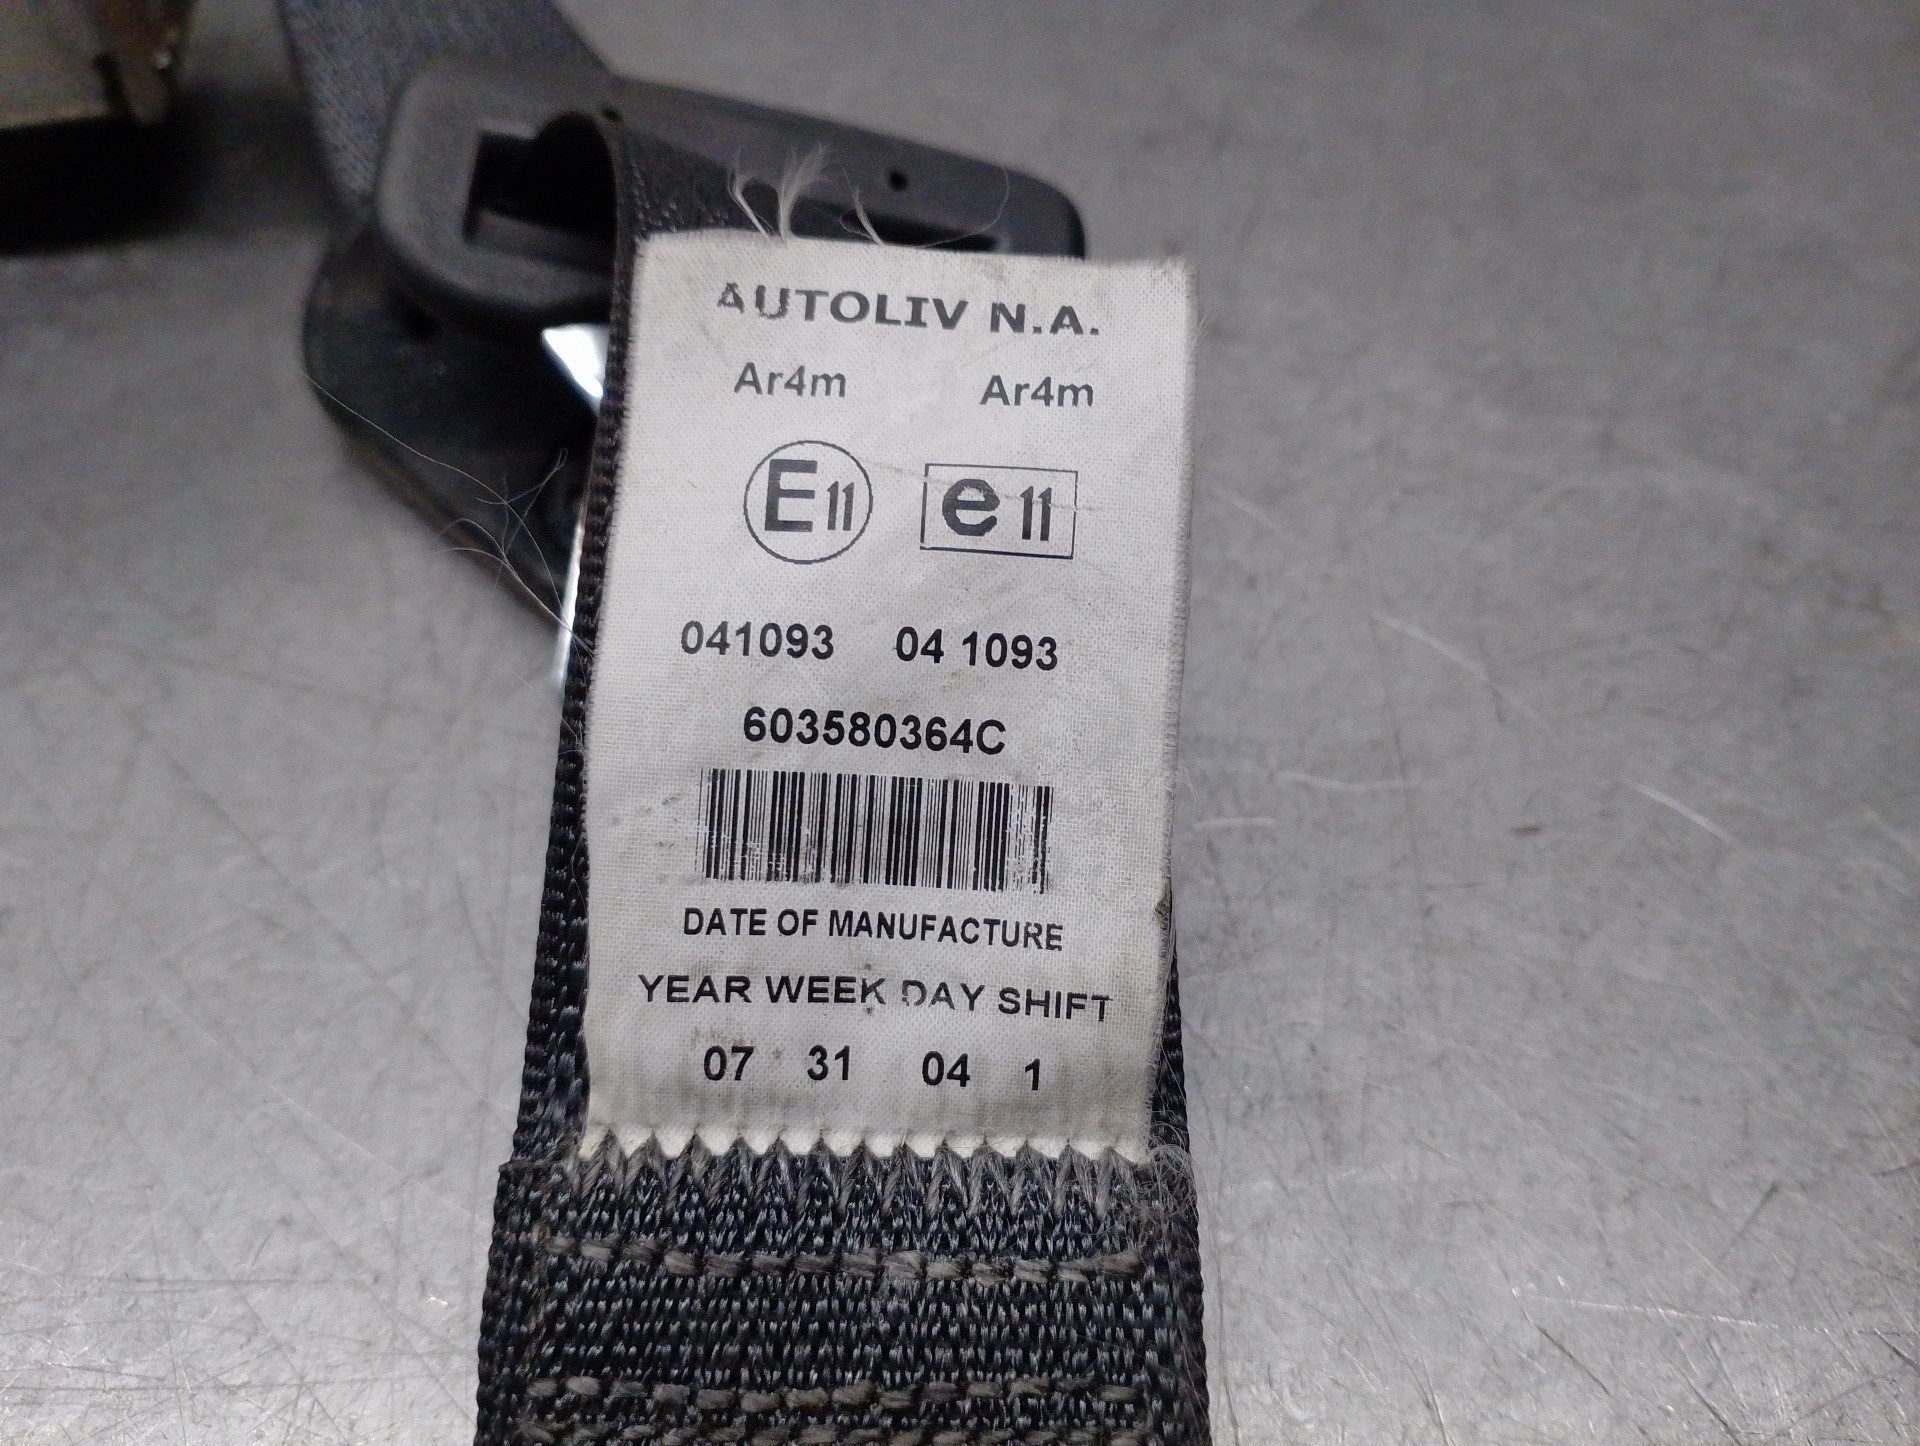 AUTOLIV N.A.
Ar4m Ar4m
E11 e11
041093 04 1093
603580364C
DATE OF MANUFACTURE
YEAR WEEK DAY SHIFT
07 31 04 1